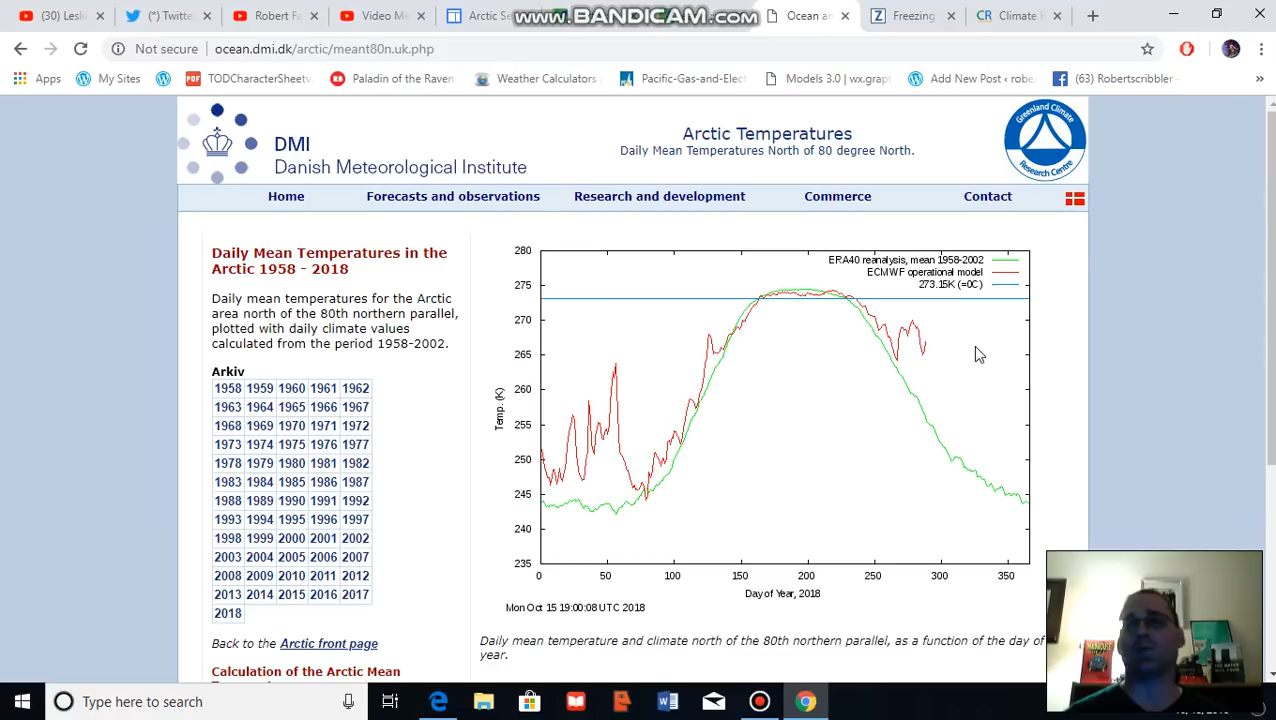 (30) Lesle
(*) Twitte
Robert Fa
Video Me
Arctic Se
www.BANDICAM.com
Ocean an
Freezing
Climate R
Not secure
ocean.dmi.dk/arctic/meant80n.uk.php
Apps
My Sites
TODCharacterSheetv
Paladin of the Raven
Weather Calculators
Pacific-Gas-and-Elect
Models 3.0 | wx.grap
Add New Post ‹ robe
(63) Robertscribbler -
DMI
Danish Meteorological Institute
Arctic Temperatures
Daily Mean Temperatures North of 80 degree North.
Greenland Climate
Research Centre
Home
Forecasts and observations
Research and development
Commerce
Contact
Daily Mean Temperatures in the
Arctic 1958 - 2018
Daily mean temperatures for the Arctic
area north of the 80th northern parallel,
plotted with daily climate values
calculated from the period 1958-2002.
Arkiv
1958 1959 1960 1961 1962
1963 1964 1965 1966 1967
1968 1969 1970 1971 1972
1973 1974 1975 1976 1977
1978 1979 1980 1981 1982
1983 1984 1985 1986 1987
1988 1989 1990 1991 1992
1993 1994 1995 1996 1997
1998 1999 2000 2001 2002
2003 2004 2005 2006 2007
2008 2009 2010 2011 2012
2013 2014 2015 2016 2017
2018
Back to the Arctic front page
Calculation of the Arctic Mean
ERA40 reanalysis, mean 1958-2002
ECMWF operational model
273.15K (=0C)
280
275
270
265
260
255
250
245
240
235
Temp. (K)
0 50 100 150 200 250 300 350
Day of Year, 2018
Mon Oct 15 19:00:08 UTC 2018
Daily mean temperature and climate north of the 80th northern parallel, as a function of the day of
year.
Type here to search